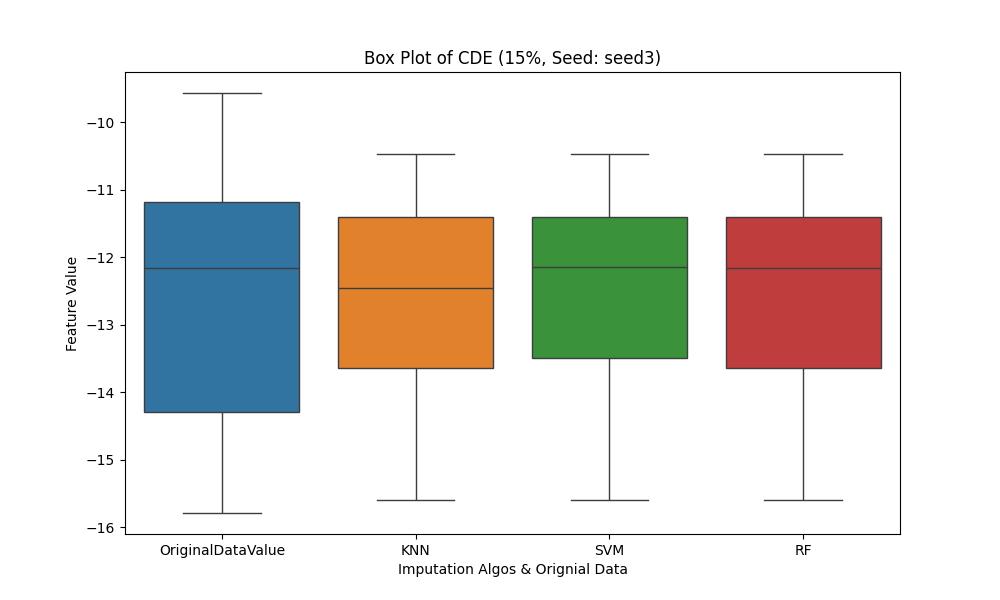 Box Plot of CDE (15%, Seed: seed3)
Feature Value
−10
−11
−12
−13
−14
−15
−16
OriginalDataValue
KNN
SVM
RF
Imputation Algos & Orignial Data